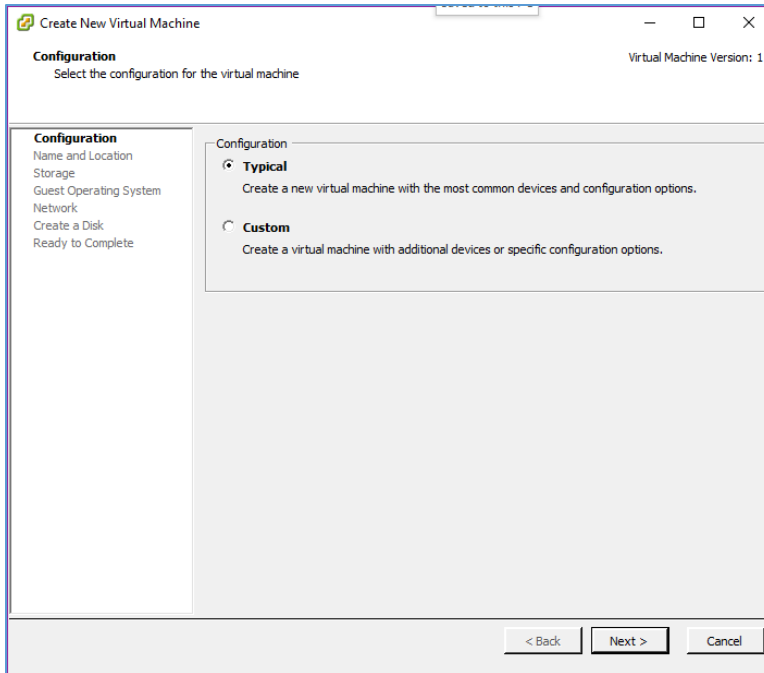 Create New Virtual Machine
Configuration
Virtual Machine Version: 1
Select the configuration for the virtual machine
Configuration
Name and Location
Storage
Guest Operating System
Network
Create a Disk
Ready to Complete
Configuration
Typical
Create a new virtual machine with the most common devices and configuration options.
Custom
Create a virtual machine with additional devices or specific configuration options.
< Back
Next >
Cancel